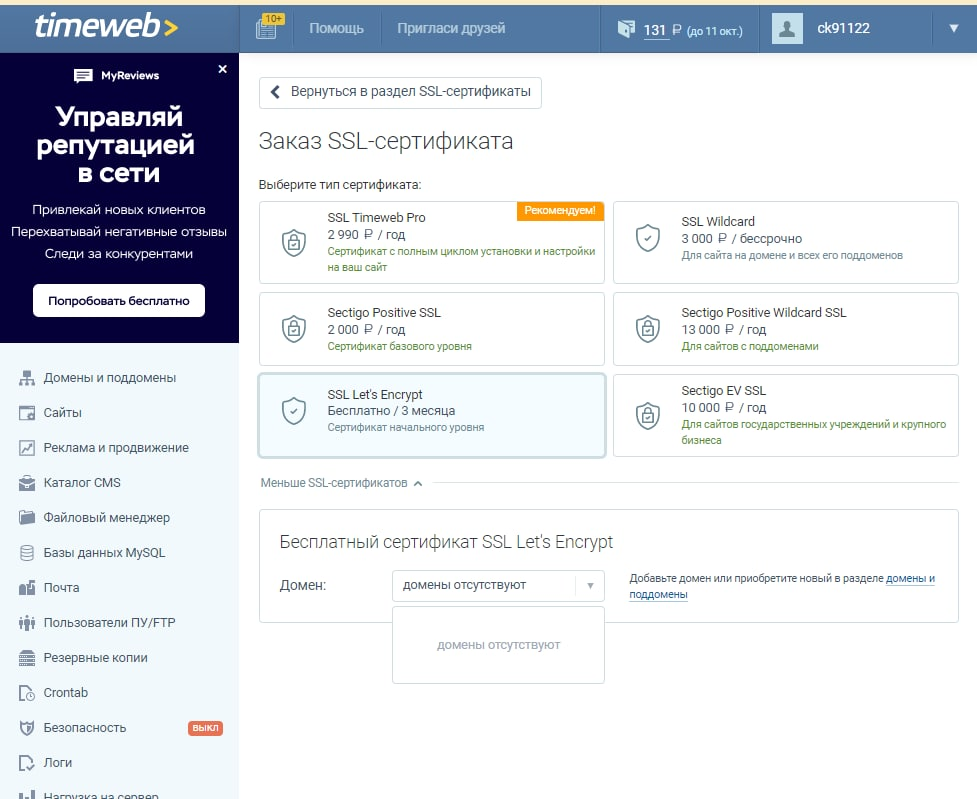 timeweb>
10+
Помощь
Пригласи друзей
131 ₽ (до 11 окт.)
ck91122
MyReviews
Управляй
репутацией
в сети
Привлекай новых клиентов
Перехватывай негативные отзывы
Следи за конкурентами
Попробовать бесплатно
Домены и поддомены
Сайты
Реклама и продвижение
Каталог CMS
Файловый менеджер
Базы данных MySQL
Почта
Пользователи ПУ/FTP
Резервные копии
Crontab
Безопасность
ВЫКЛ
Логи
Нагрузка на сервер
Вернуться в раздел SSL-сертификаты
Заказ SSL-сертификата
Выберите тип сертификата:
SSL Timeweb Pro
Рекомендуем!
2 990 ₽ / год
Сертификат с полным циклом установки и настройки
на ваш сайт
SSL Wildcard
3 000 ₽ / бессрочно
Для сайта на домене и всех его поддоменов
Sectigo Positive SSL
2 000 ₽ / год
Сертификат базового уровня
Sectigo Positive Wildcard SSL
13 000 ₽ / год
Для сайтов с поддоменами
SSL Let's Encrypt
Бесплатно / 3 месяца
Сертификат начального уровня
Sectigo EV SSL
10 000 ₽ / год
Для сайтов государственных учреждений и крупного
бизнеса
Меньше SSL-сертификатов
Бесплатный сертификат SSL Let's Encrypt
Домен:
домены отсутствуют
Добавьте домен или приобретите новый в разделе домены и
поддомены
домены отсутствуют